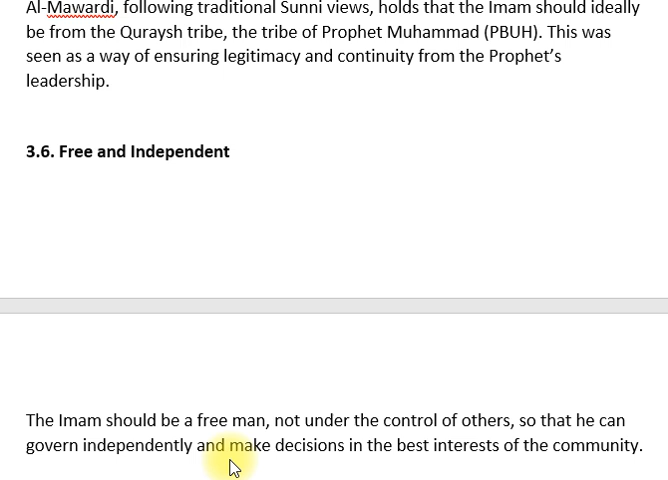 Al-Mawardi, following traditional Sunni views, holds that the Imam should ideally
be from the Quraysh tribe, the tribe of Prophet Muhammad (PBUH). This was
seen as a way of ensuring legitimacy and continuity from the Prophet’s
leadership.
3.6. Free and Independent
The Imam should be a free man, not under the control of others, so that he can
govern independently and make decisions in the best interests of the community.